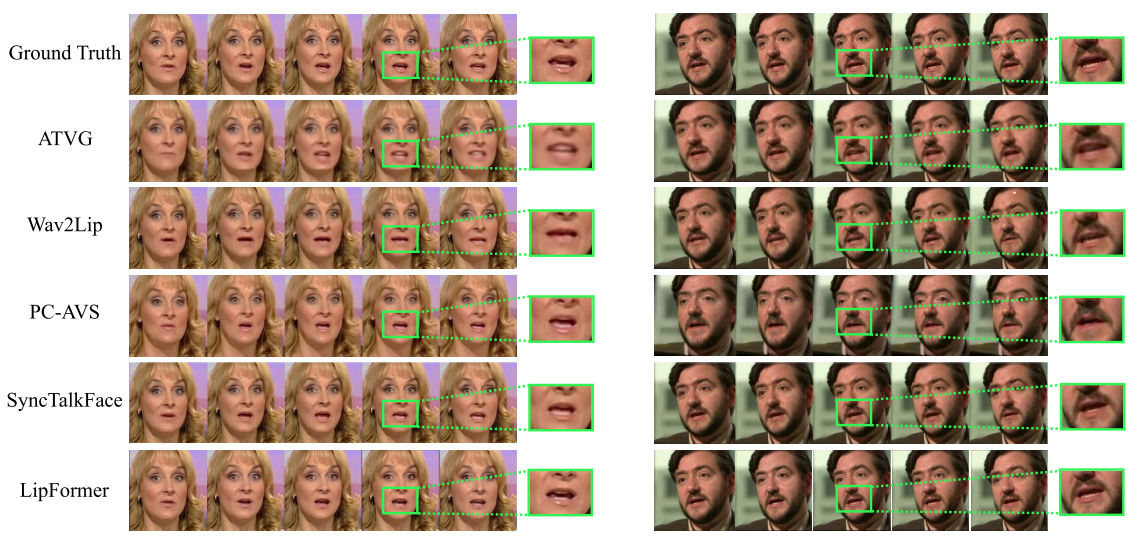 Ground Truth
ATVG
Wav2Lip
PC-AVS
SyncTalkFace
LipFormer